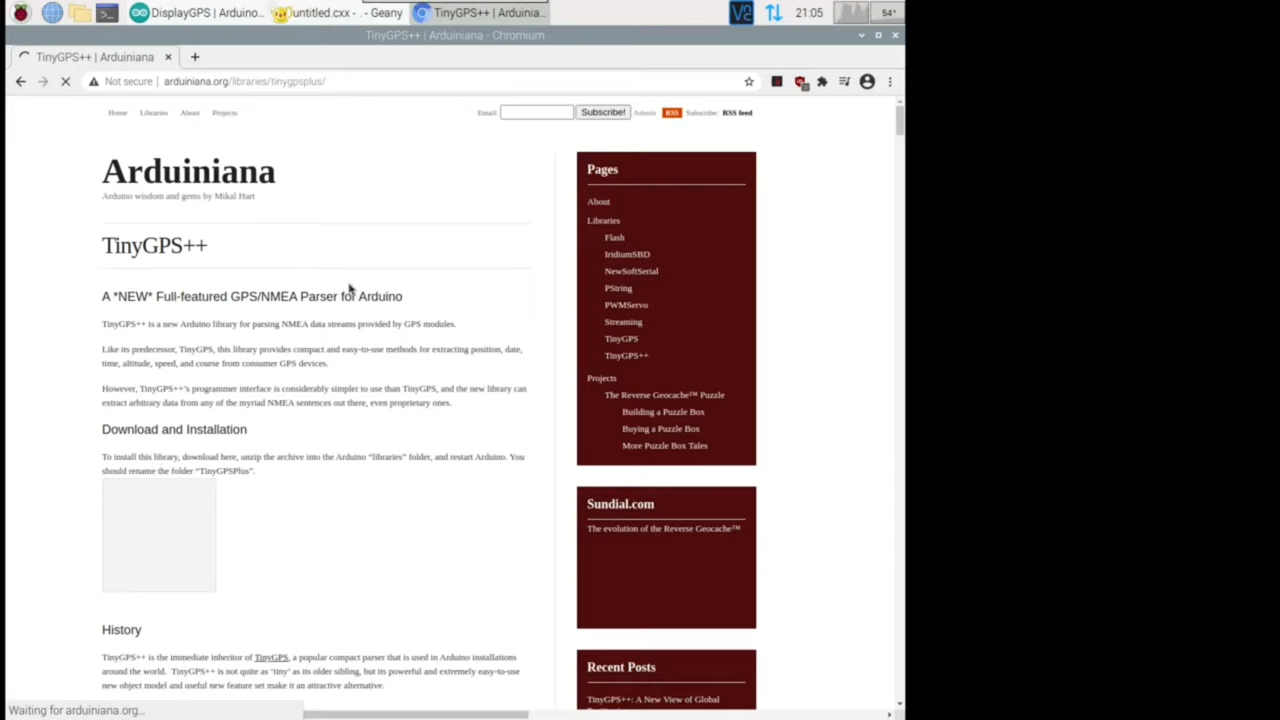 DisplayGPS | Arduino...
untitled.cxx - . - Geany
TinyGPS++ | Arduinia...
21:05
54°
TinyGPS++ | Arduiniana - Chromium
TinyGPS++ | Arduiniana
Not secure
arduiniana.org/libraries/tinygpsplus/
Home
Libraries
About
Projects
Email:
Subscribe!
Admin
RSS
Subscribe:
RSS feed
Arduiniana
Arduino wisdom and gems by Mikal Hart
TinyGPS++
A *NEW* Full-featured GPS/NMEA Parser for Arduino
TinyGPS++ is a new Arduino library for parsing NMEA data streams provided by GPS modules.
Like its predecessor, TinyGPS, this library provides compact and easy-to-use methods for extracting position, date,
time, altitude, speed, and course from consumer GPS devices.
However, TinyGPS++'s programmer interface is considerably simpler to use than TinyGPS, and the new library can
extract arbitrary data from any of the myriad NMEA sentences out there, even proprietary ones.
Download and Installation
To install this library, download here, unzip the archive into the Arduino “libraries” folder, and restart Arduino. You
should rename the folder “TinyGPSPlus”.
History
TinyGPS++ is the immediate inheritor of TinyGPS, a popular compact parser that is used in Arduino installations
around the world. TinyGPS++ is not quite as ‘tiny’ as its older sibling, but its powerful and extremely easy-to-use
new object model and useful new feature set make it an attractive alternative.
Pages
About
Libraries
Flash
IridiumSBD
NewSoftSerial
PString
PWMServo
Streaming
TinyGPS
TinyGPS++
Projects
The Reverse Geocache™ Puzzle
Building a Puzzle Box
Buying a Puzzle Box
More Puzzle Box Tales
Sundial.com
The evolution of the Reverse Geocache™
Recent Posts
TinyGPS++: A New View of Global
Waiting for arduiniana.org...